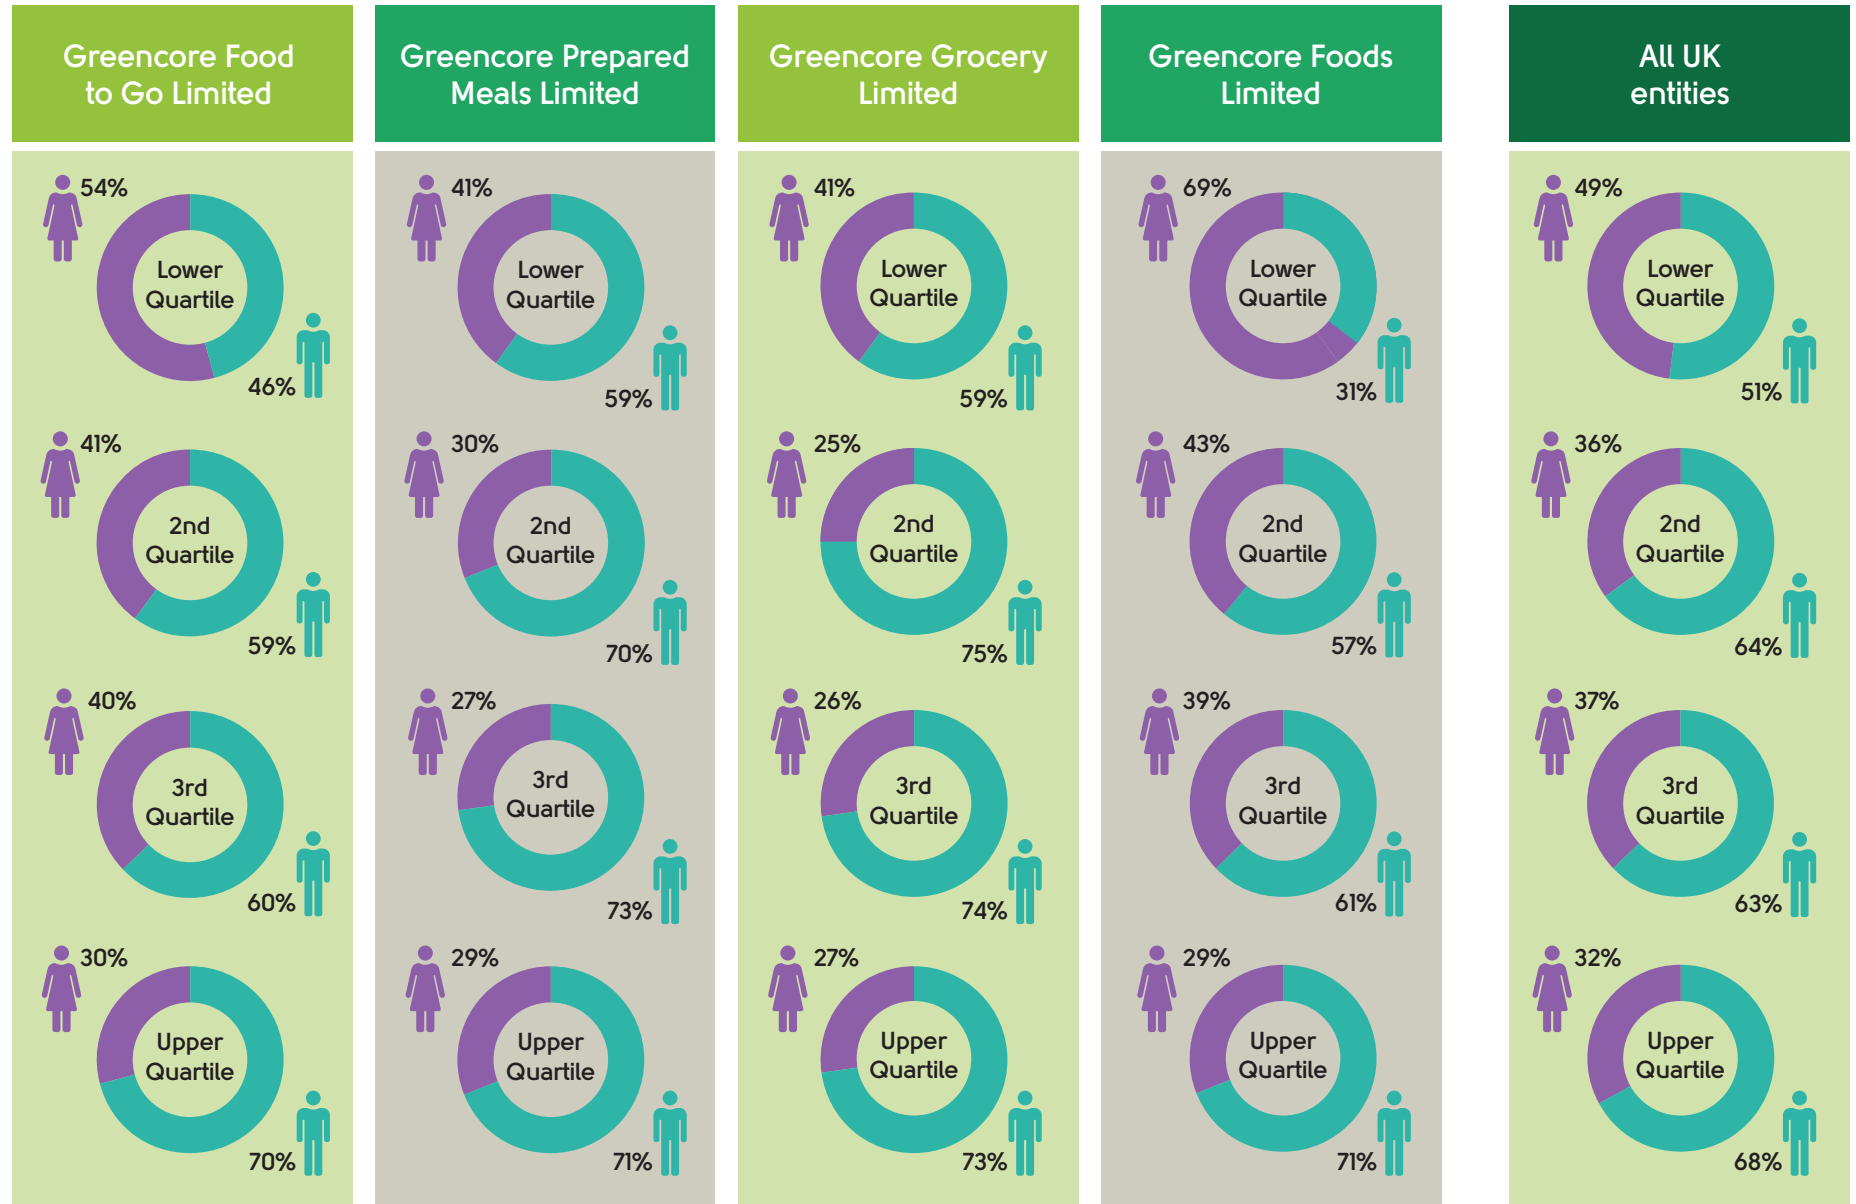 Greencore Food
to Go Limited
54%
Lower
Quartile
46%
41%
2nd
Quartile
59%
40%
3rd
Quartile
60%
30%
Upper
Quartile
70%
Greencore Prepared
Meals Limited
41%
Lower
Quartile
59%
30%
2nd
Quartile
70%
27%
3rd
Quartile
73%
29%
Upper
Quartile
71%
Greencore Grocery
Limited
41%
Lower
Quartile
59%
25%
2nd
Quartile
75%
26%
3rd
Quartile
74%
27%
Upper
Quartile
73%
Greencore Foods
Limited
69%
Lower
Quartile
31%
43%
2nd
Quartile
57%
39%
3rd
Quartile
61%
29%
Upper
Quartile
71%
All UK
entities
49%
Lower
Quartile
51%
36%
2nd
Quartile
64%
37%
3rd
Quartile
63%
32%
Upper
Quartile
68%